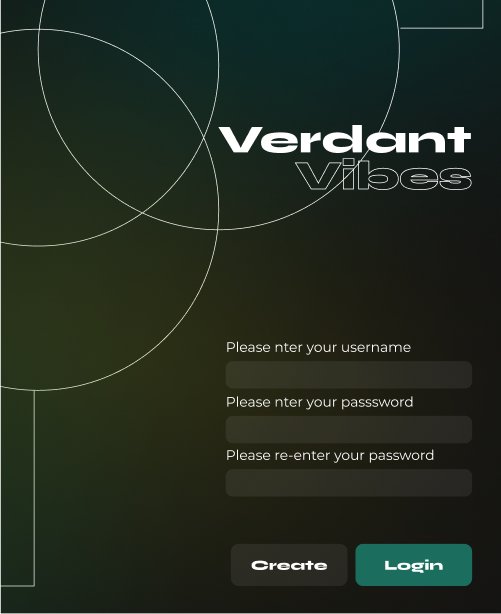 Verdant
Vibes
Please nter your username
Please nter your passsword
Please re-enter your password
Create
Login